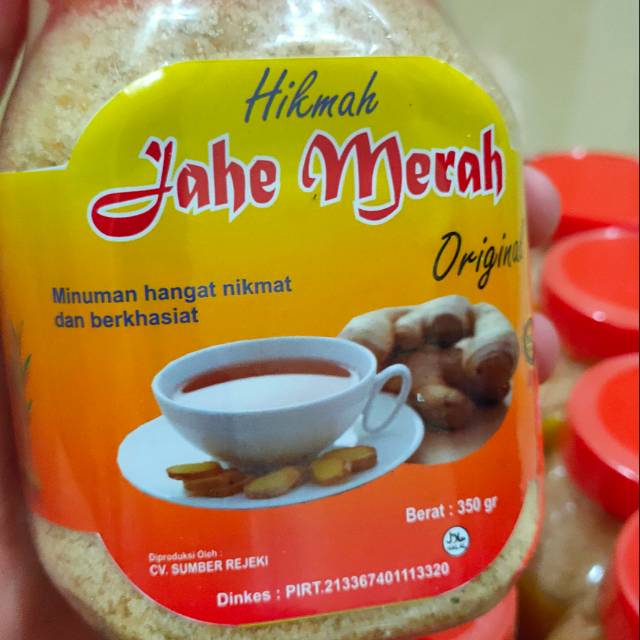 Hikmah
Jahe Merah
Original
Minuman hangat nikmat
dan berkhasiat
Berat : 350 gr
Diproduksi Oleh :
CV. SUMBER REJEKI
HALAL
Dinkes : PIRT.213367401113320